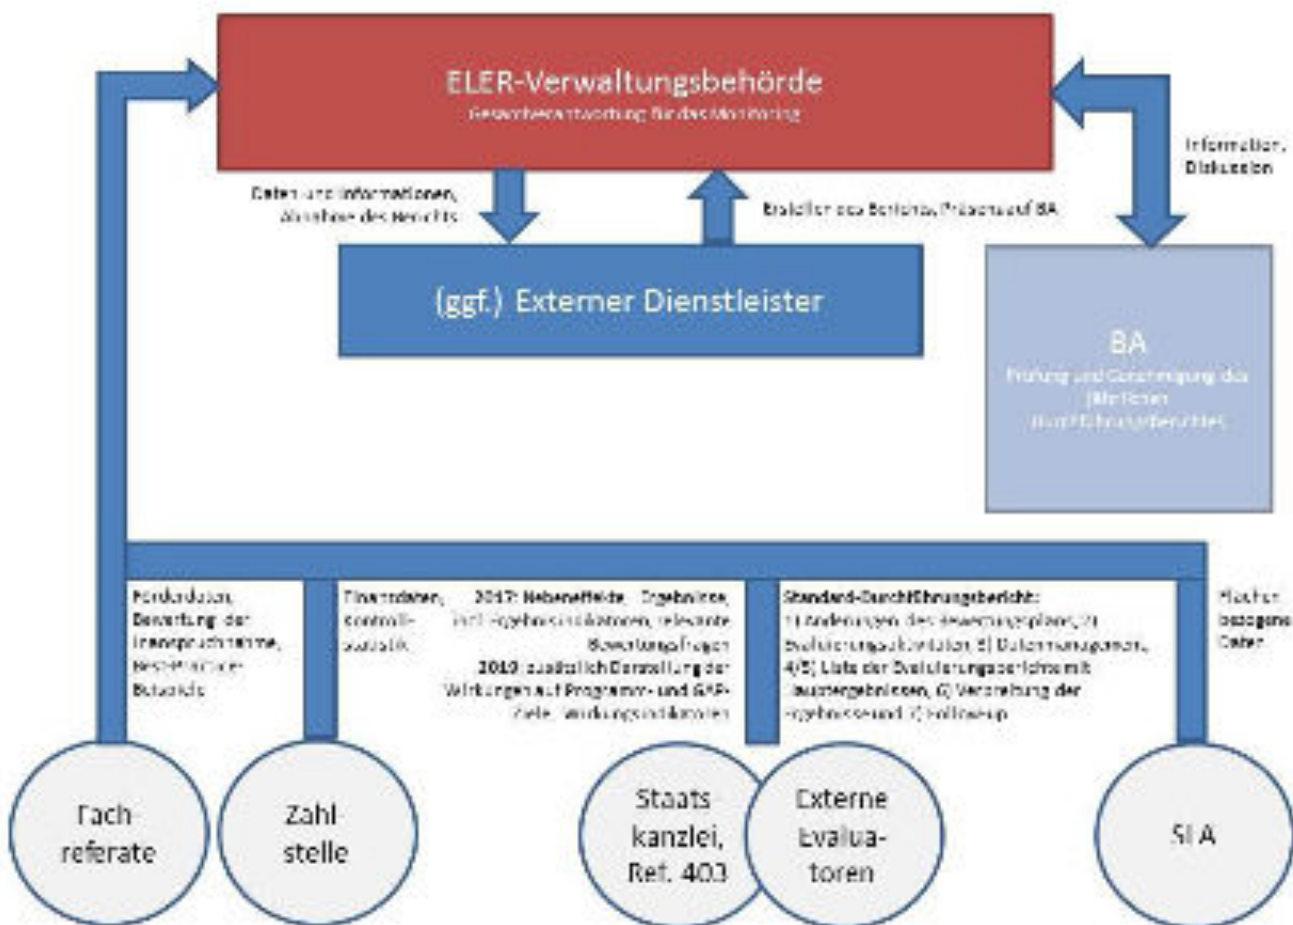 ELER-Verwaltungsbehörde
Gesamtverantwortung für das Monitoring
Information,
Diskussion
Daten und Informationen,
Abnahme des Berichts
Erstellen des Berichts, Präsenz auf BA
(ggf.) Externer Dienstleister
BA
Prüfung und Genehmigung des
jährlichen
Durchführungsberichtes
Förderdaten,
Bewertung der
Inanspruchnahme,
Best-Practice-
Beispiele
Finanzdaten,
Kontroll-
statistik
2017: Nebeneffekte, Ergebnisse,
incl. Ergebnisindikatoren, relevante
Bewertungsfragen
2019: zusätzlich Darstellung der
Wirkungen auf Programm- und GAP-
Ziele, Wirkungsindikatoren
Standard-Durchführungsbericht:
1) Änderungen des Bewertungsplans, 2)
Evaluierungsaktivitäten, 3) Datenmanagement,
4/5) Liste der Evaluierungsberichte mit
Hauptergebnissen, 6) Verbreitung der
Ergebnisse und 7) Follow-up
Flächen
bezogene
Daten
Fach-
referate
Zahl-
stelle
Staats-
kanzlei,
Ref. 403
Externe
Evalua-
toren
SLA